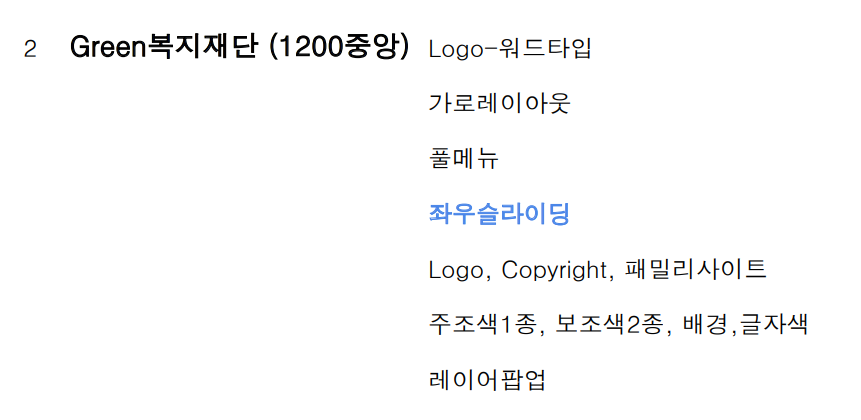 2 Green복지재단 (1200중앙) Logo-워드타입
가로레이아웃
풀메뉴
좌우슬라이딩
Logo, Copyright, 패밀리사이트
주조색1종, 보조색2종, 배경,글자색
레이어팝업